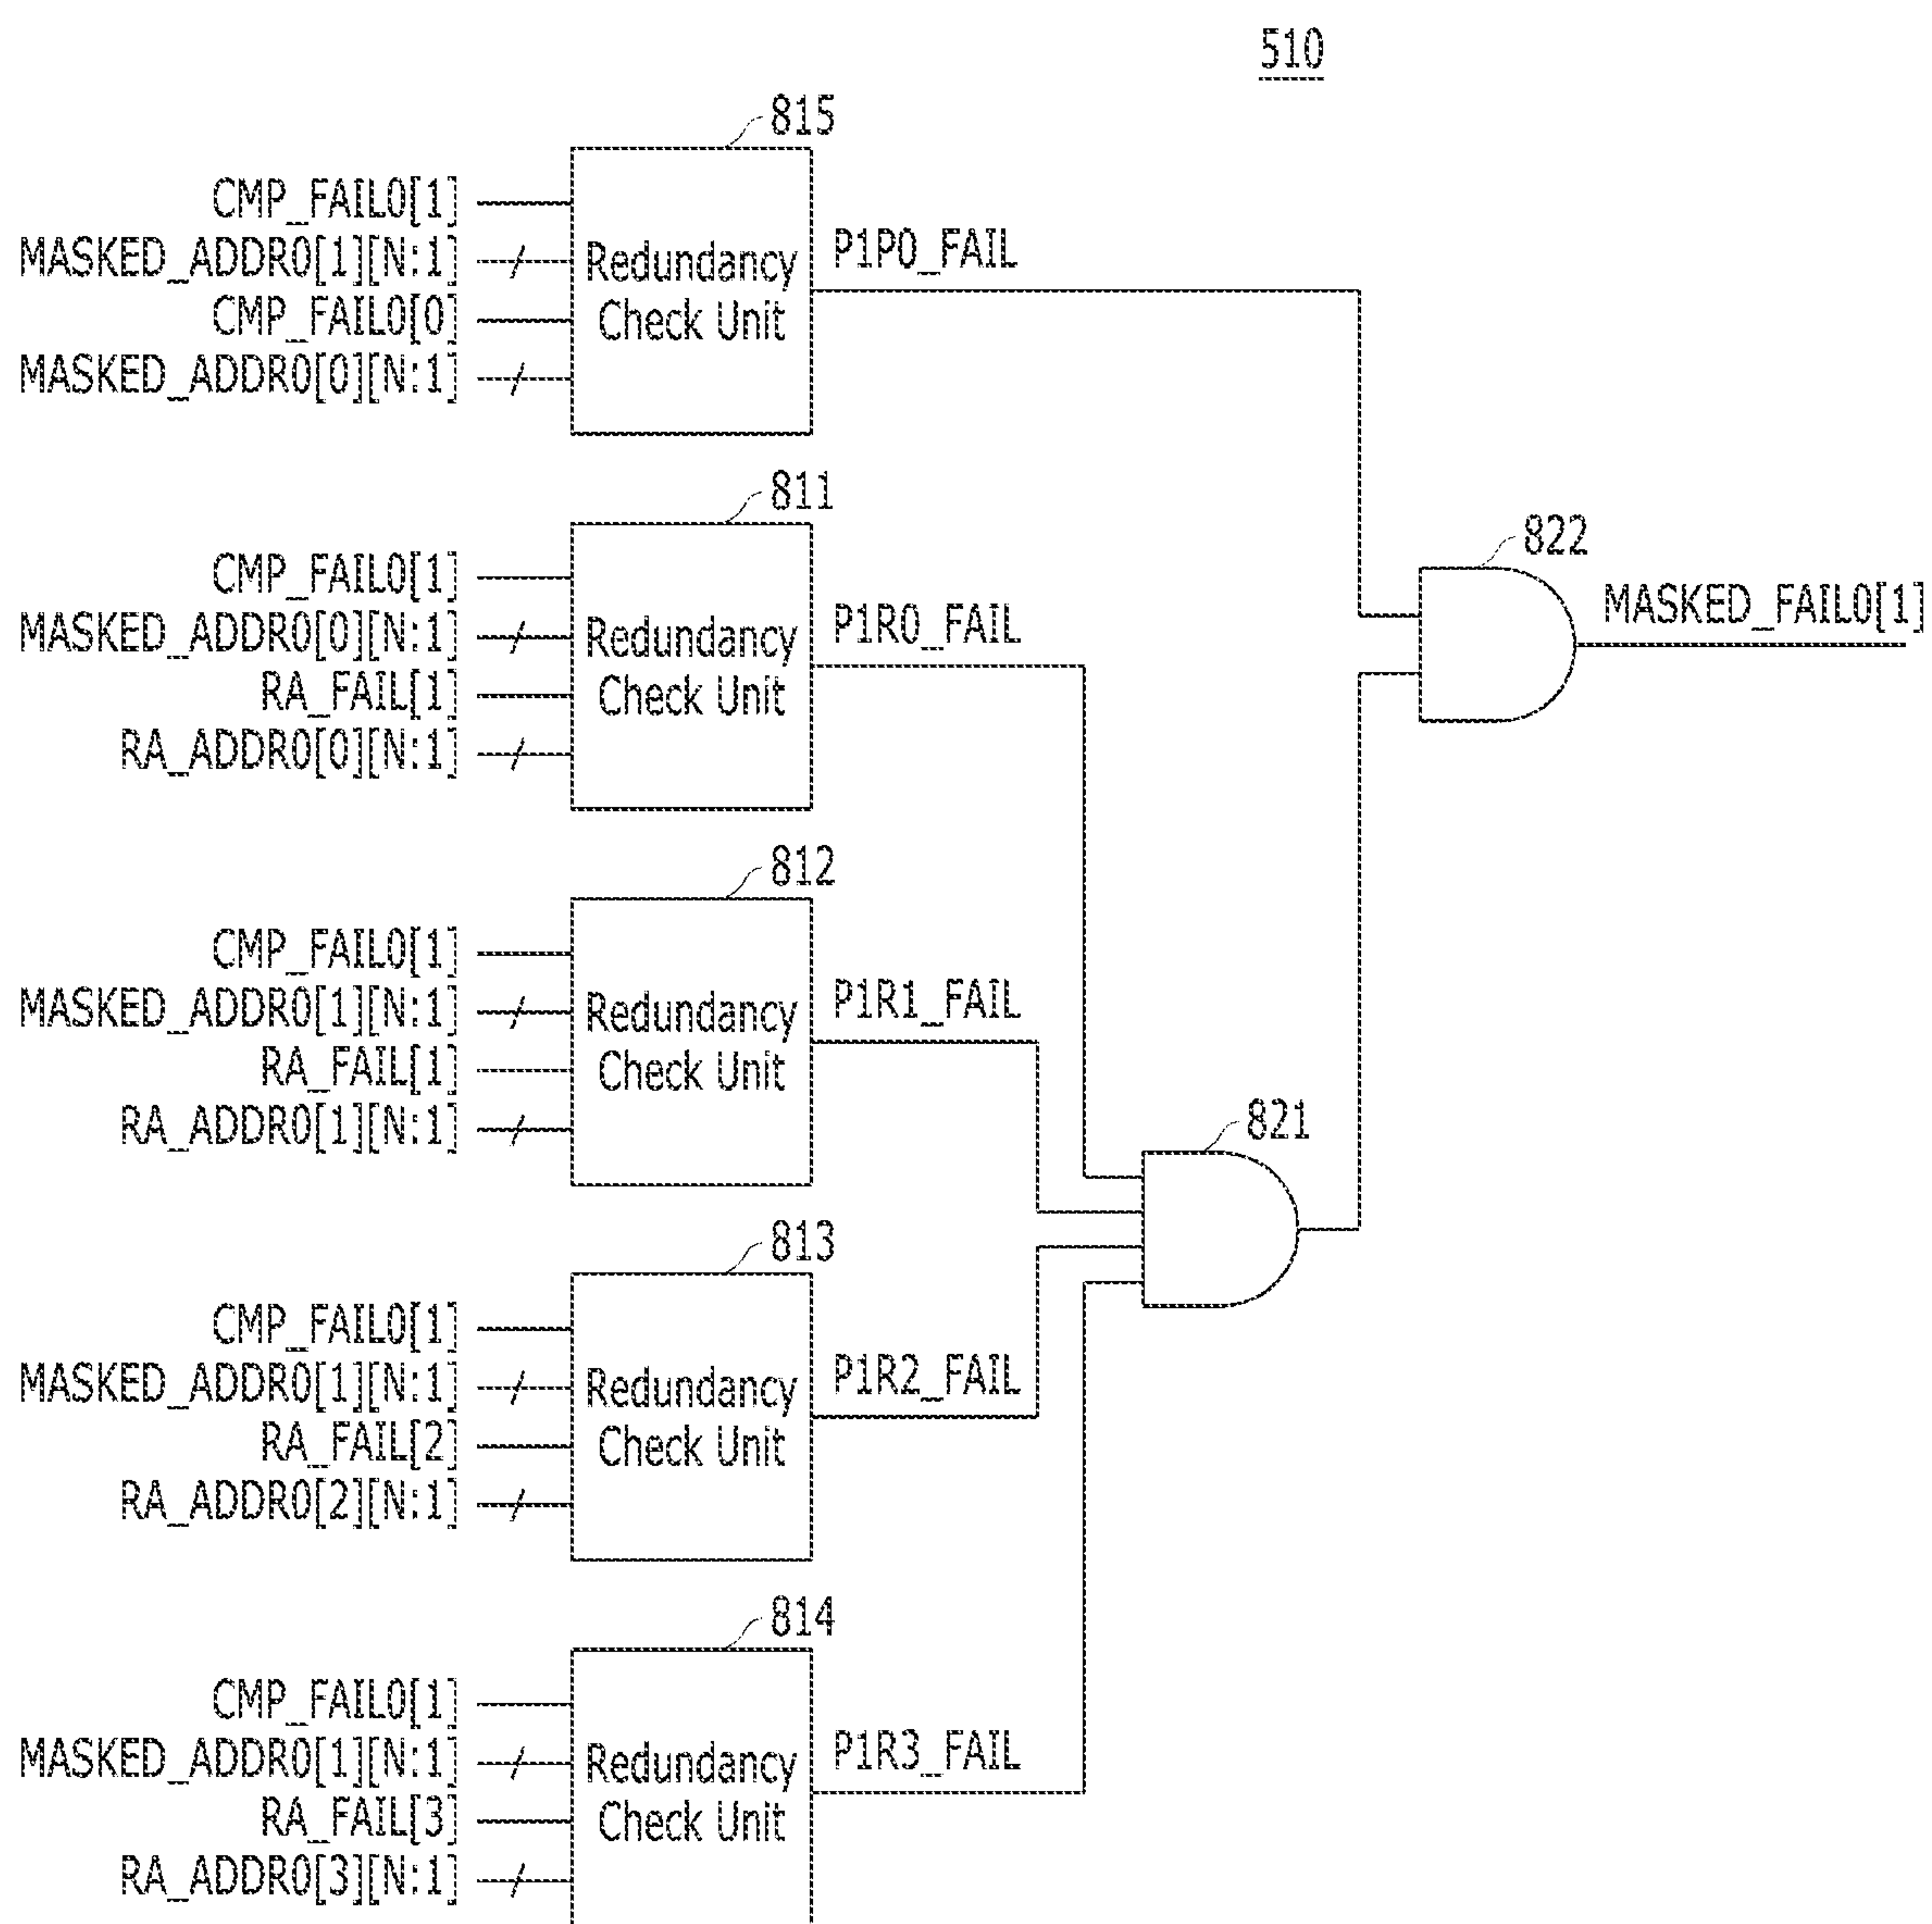 510
815
CMP_FAIL0[1]
MASKED_ADDR0[1][N:1]
CMP_FAIL0[0]
MASKED_ADDR0[0][N:1]
Redundancy
Check Unit
P1P0_FAIL
811
CMP_FAIL0[1]
MASKED_ADDR0[0][N:1]
RA_FAIL[1]
RA_ADDR0[0][N:1]
Redundancy
Check Unit
P1R0_FAIL
822
MASKED_FAIL0[1]
812
CMP_FAIL0[1]
MASKED_ADDR0[1][N:1]
RA_FAIL[1]
RA_ADDR0[1][N:1]
Redundancy
Check Unit
P1R1_FAIL
821
813
CMP_FAIL0[1]
MASKED_ADDR0[1][N:1]
RA_FAIL[2]
RA_ADDR0[2][N:1]
Redundancy
Check Unit
P1R2_FAIL
814
CMP_FAIL0[1]
MASKED_ADDR0[1][N:1]
RA_FAIL[3]
RA_ADDR0[3][N:1]
Redundancy
Check Unit
P1R3_FAIL